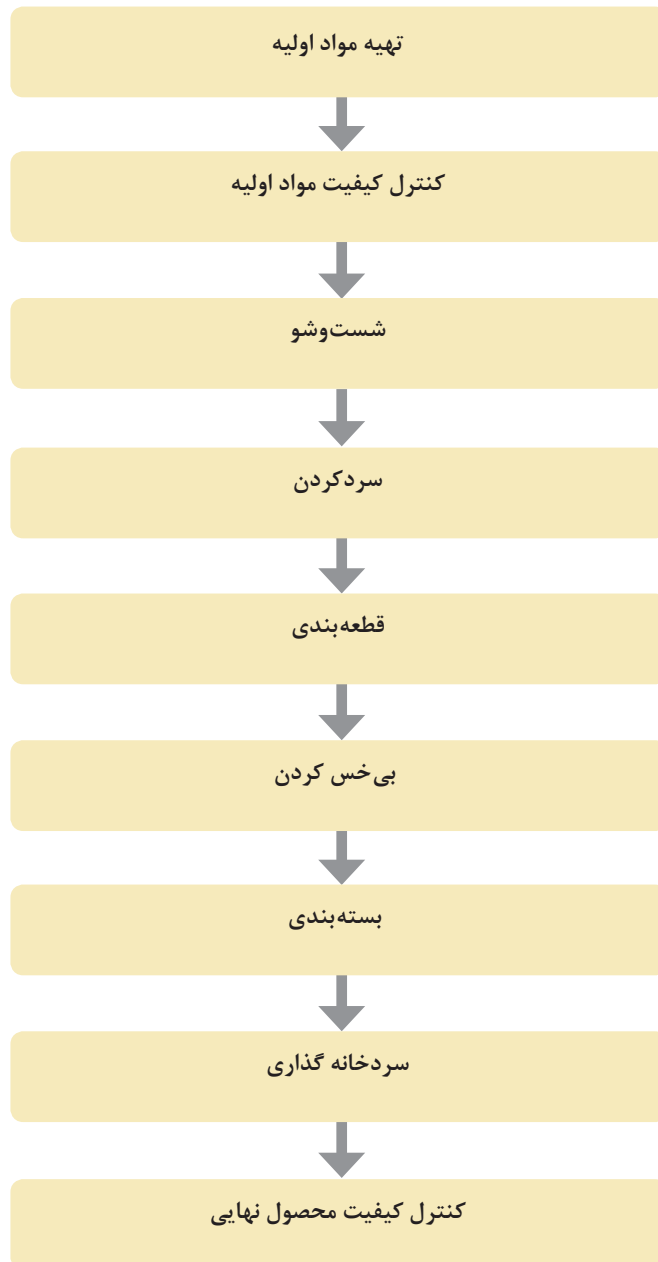 تهیه مواد اولیه
کنترل کیفیت مواد اولیه
شست‌وشو
سردکردن
قطعه‌بندی
بی‌خس کردن
بسته‌بندی
سردخانه گذاری
کنترل کیفیت محصول نهایی